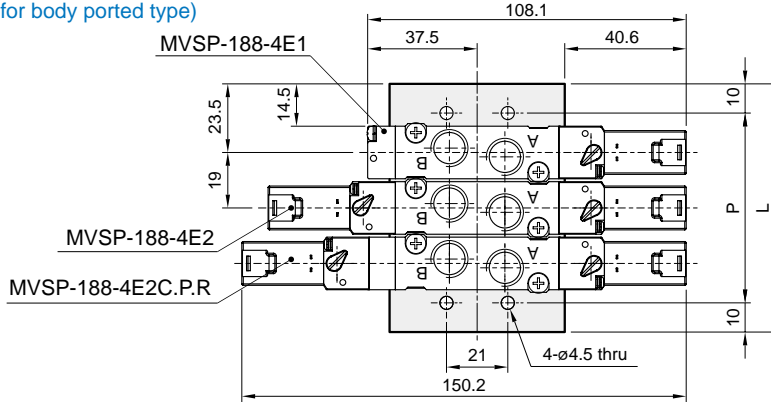 for body ported type)
108.1
37.5
40.6
MVSP-188-4E1
23.5
14.5
10
A
B
19
A
B
P
L
MVSP-188-4E2
A
B
MVSP-188-4E2C.P.R
10
21
4-ø4.5 thru
150.2